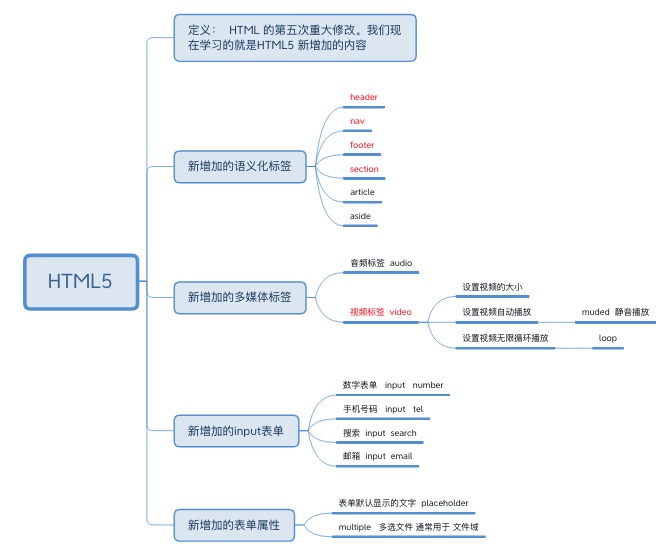 定义： HTML 的第五次重大修改。我们现
在学习的就是HTML5 新增加的内容
header
nav
footer
新增加的语义化标签
section
article
aside
音频标签 audio
HTML5
设置视频的大小
新增加的多媒体标签
视频标签 video
设置视频自动播放
muded 静音播放
设置视频无限循环播放
loop
数字表单 input number
手机号码 input tel
新增加的input表单
搜索 input search
邮箱 input email
表单默认显示的文字 placeholder
新增加的表单属性
multiple 多选文件 通常用于 文件域